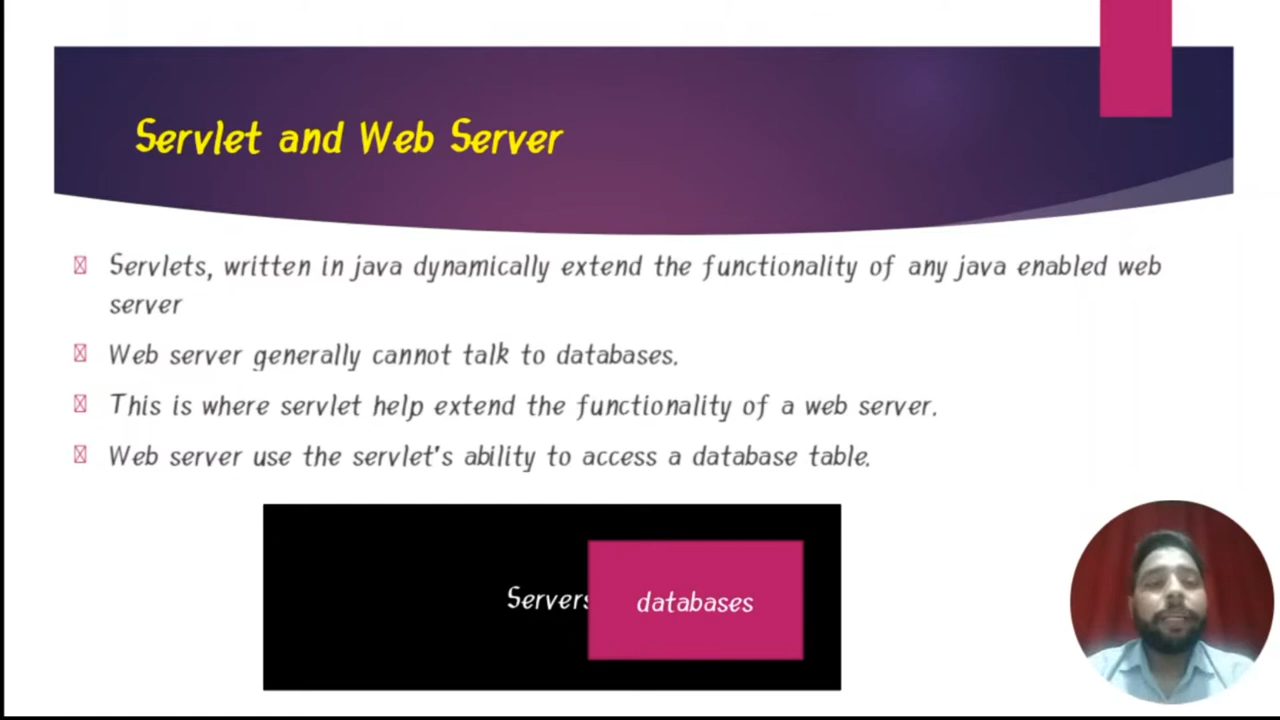 Servlet and Web Server
Servlets, written in java dynamically extend the functionality of any java enabled web
server
Web server generally cannot talk to databases.
This is where servlet help extend the functionality of a web server.
Web server use the servlet's ability to access a database table.
Servers
databases